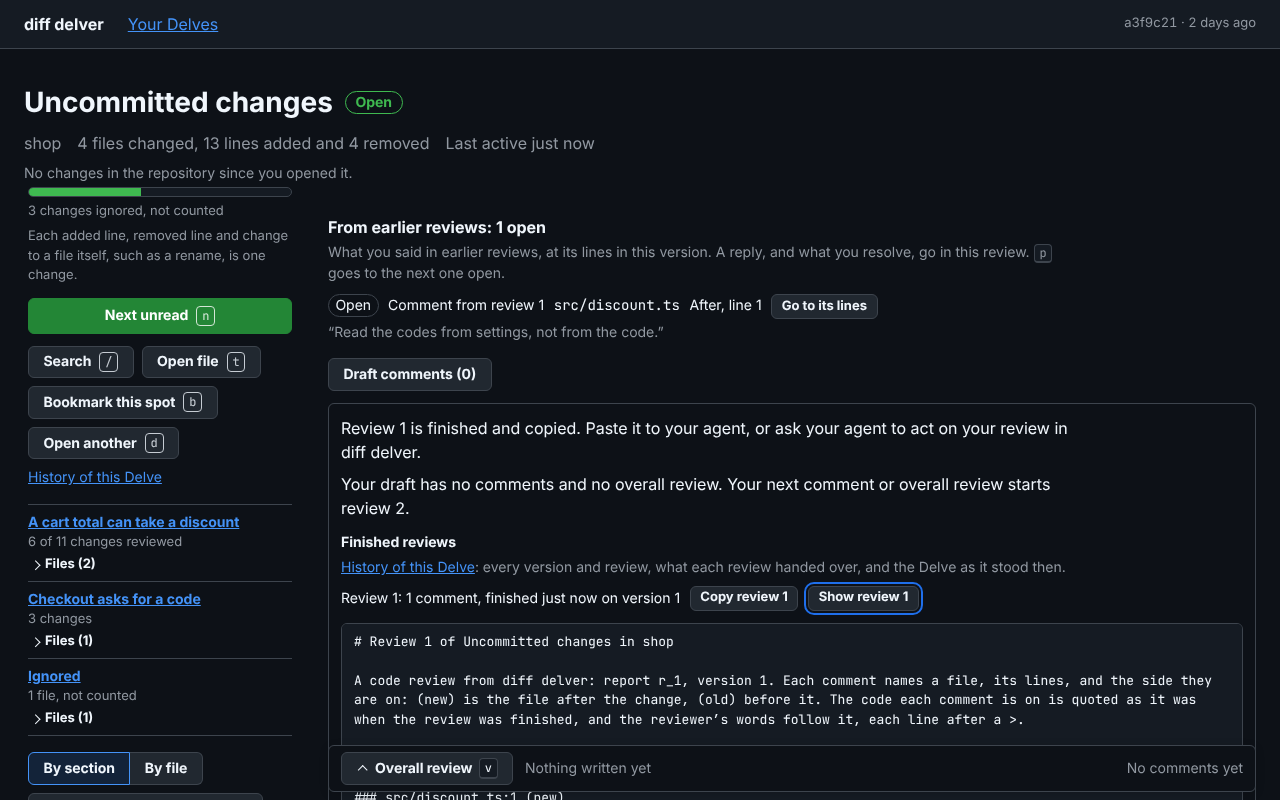 diff delver Your Delves a3f9c21 · 2 days ago
Uncommitted changes Open
shop 4 files changed, 13 lines added and 4 removed Last active just now
No changes in the repository since you opened it.
3 changes ignored, not counted
Each added line, removed line and change
to a file itself, such as a rename, is one
change.
Next unread n
Search / Open file t
Bookmark this spot b
Open another d
History of this Delve
A cart total can take a discount
6 of 11 changes reviewed
Files (2)
Checkout asks for a code
3 changes
Files (1)
Ignored
1 file, not counted
Files (1)
By section By file
From earlier reviews: 1 open
What you said in earlier reviews, at its lines in this version. A reply, and what you resolve, go in this review. p
goes to the next one open.
Open Comment from review 1 src/discount.ts After, line 1 Go to its lines
“Read the codes from settings, not from the code.”
Draft comments (0)
Review 1 is finished and copied. Paste it to your agent, or ask your agent to act on your review in
diff delver.
Your draft has no comments and no overall review. Your next comment or overall review starts
review 2.
Finished reviews
History of this Delve: every version and review, what each review handed over, and the Delve as it stood then.
Review 1: 1 comment, finished just now on version 1 Copy review 1 Show review 1
# Review 1 of Uncommitted changes in shop
A code review from diff delver: report r_1, version 1. Each comment names a file, its lines, and the side they
are on: (new) is the file after the change, (old) before it. The code each comment is on is quoted as it was
when the review was finished, and the reviewer’s words follow it, each line after a >.
Overall review v Nothing written yet No comments yet
### src/discount.ts:1 (new)